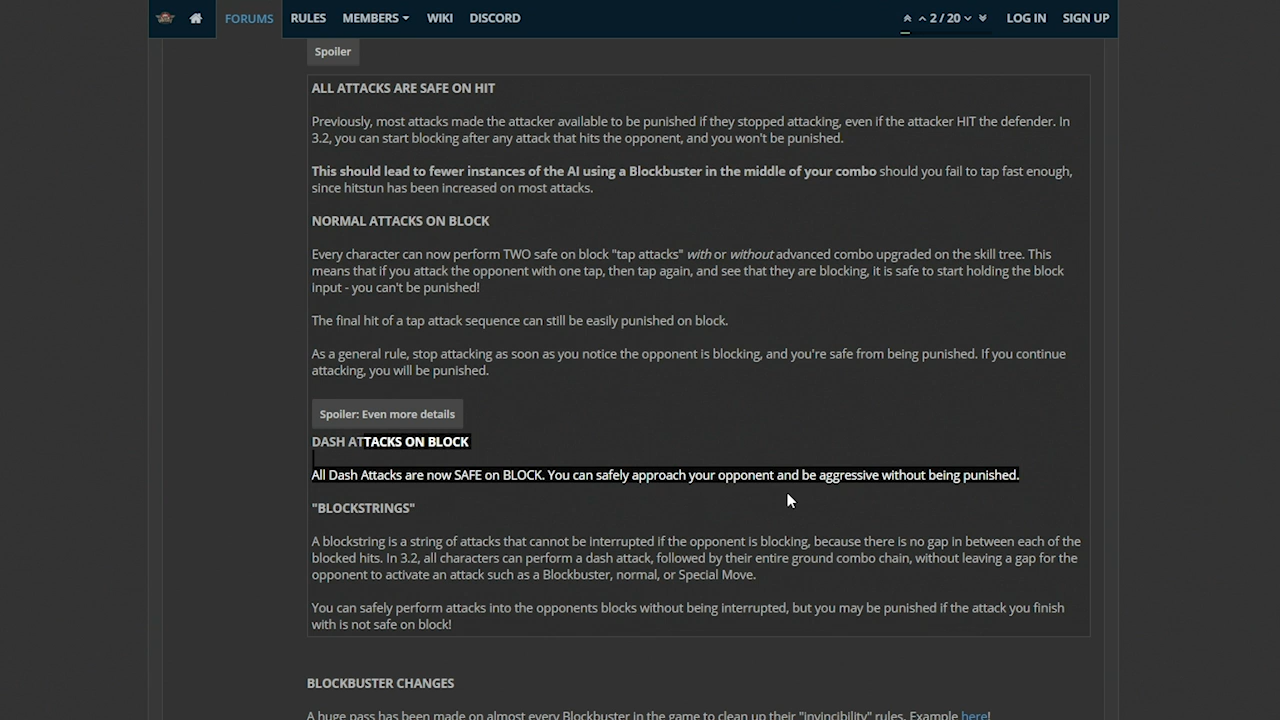 FORUMS RULES MEMBERS WIKI DISCORD 2 / 20 LOG IN SIGN UP
Spoiler
ALL ATTACKS ARE SAFE ON HIT
Previously, most attacks made the attacker available to be punished if they stopped attacking, even if the attacker HIT the defender. In
3.2, you can start blocking after any attack that hits the opponent, and you won't be punished.
This should lead to fewer instances of the AI using a Blockbuster in the middle of your combo should you fail to tap fast enough,
since hitstun has been increased on most attacks.
NORMAL ATTACKS ON BLOCK
Every character can now perform TWO safe on block "tap attacks" with or without advanced combo upgraded on the skill tree. This
means that if you attack the opponent with one tap, then tap again, and see that they are blocking, it is safe to start holding the block
input - you can't be punished!
The final hit of a tap attack sequence can still be easily punished on block.
As a general rule, stop attacking as soon as you notice the opponent is blocking, and you're safe from being punished. If you continue
attacking, you will be punished.
Spoiler: Even more details
DASH ATTACKS ON BLOCK
All Dash Attacks are now SAFE on BLOCK. You can safely approach your opponent and be aggressive without being punished.
"BLOCKSTRINGS"
A blockstring is a string of attacks that cannot be interrupted if the opponent is blocking, because there is no gap in between each of the
blocked hits. In 3.2, all characters can perform a dash attack, followed by their entire ground combo chain, without leaving a gap for the
opponent to activate an attack such as a Blockbuster, normal, or Special Move.
You can safely perform attacks into the opponents blocks without being interrupted, but you may be punished if the attack you finish
with is not safe on block!
BLOCKBUSTER CHANGES
A huge pass has been made on almost every Blockbuster in the game to clean up their "invincibility" rules. Example here!